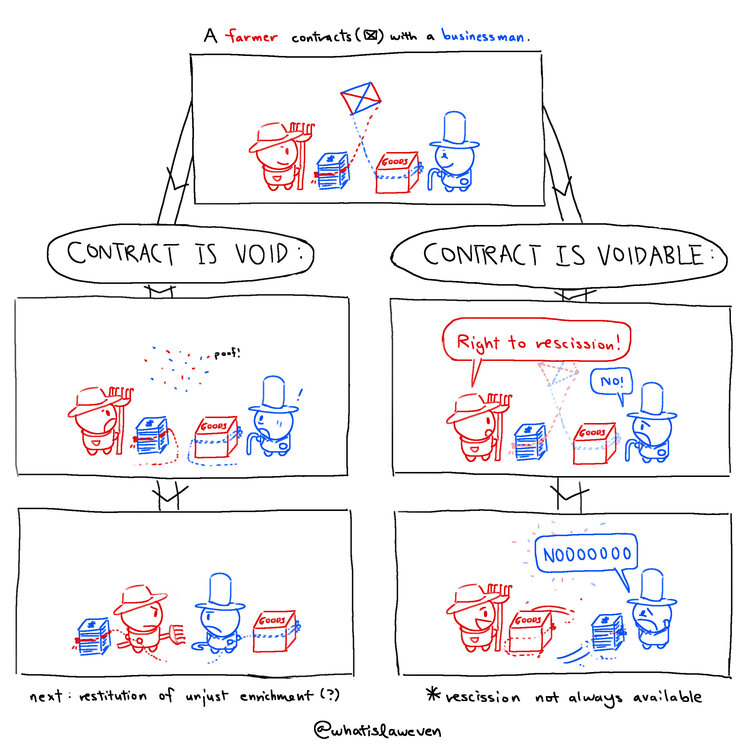 A farmer contracts (✉) with a businessman.
GOODS
CONTRACT IS VOID:
CONTRACT IS VOIDABLE:
poof!
GOODS
!
Right to rescission!
No!
GOODS
GOODS
NOOOOOOO
GOODS
next: restitution of unjust enrichment (?)
* rescission not always available
@whatislaweven